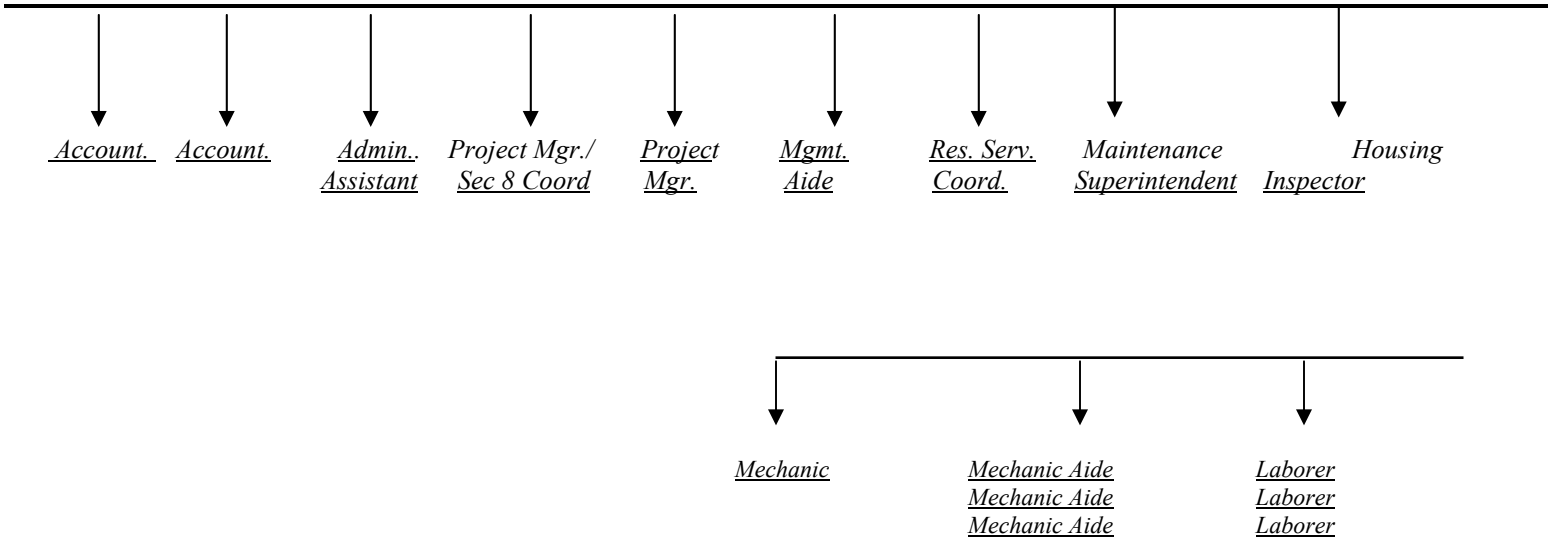 Account. Account. Admin.. Project Mgr./ Project Mgmt. Res. Serv. Maintenance Housing
Assistant Sec 8 Coord Mgr. Aide Coord. Superintendent Inspector
Mechanic Mechanic Aide Laborer
Mechanic Aide Laborer
Mechanic Aide Laborer